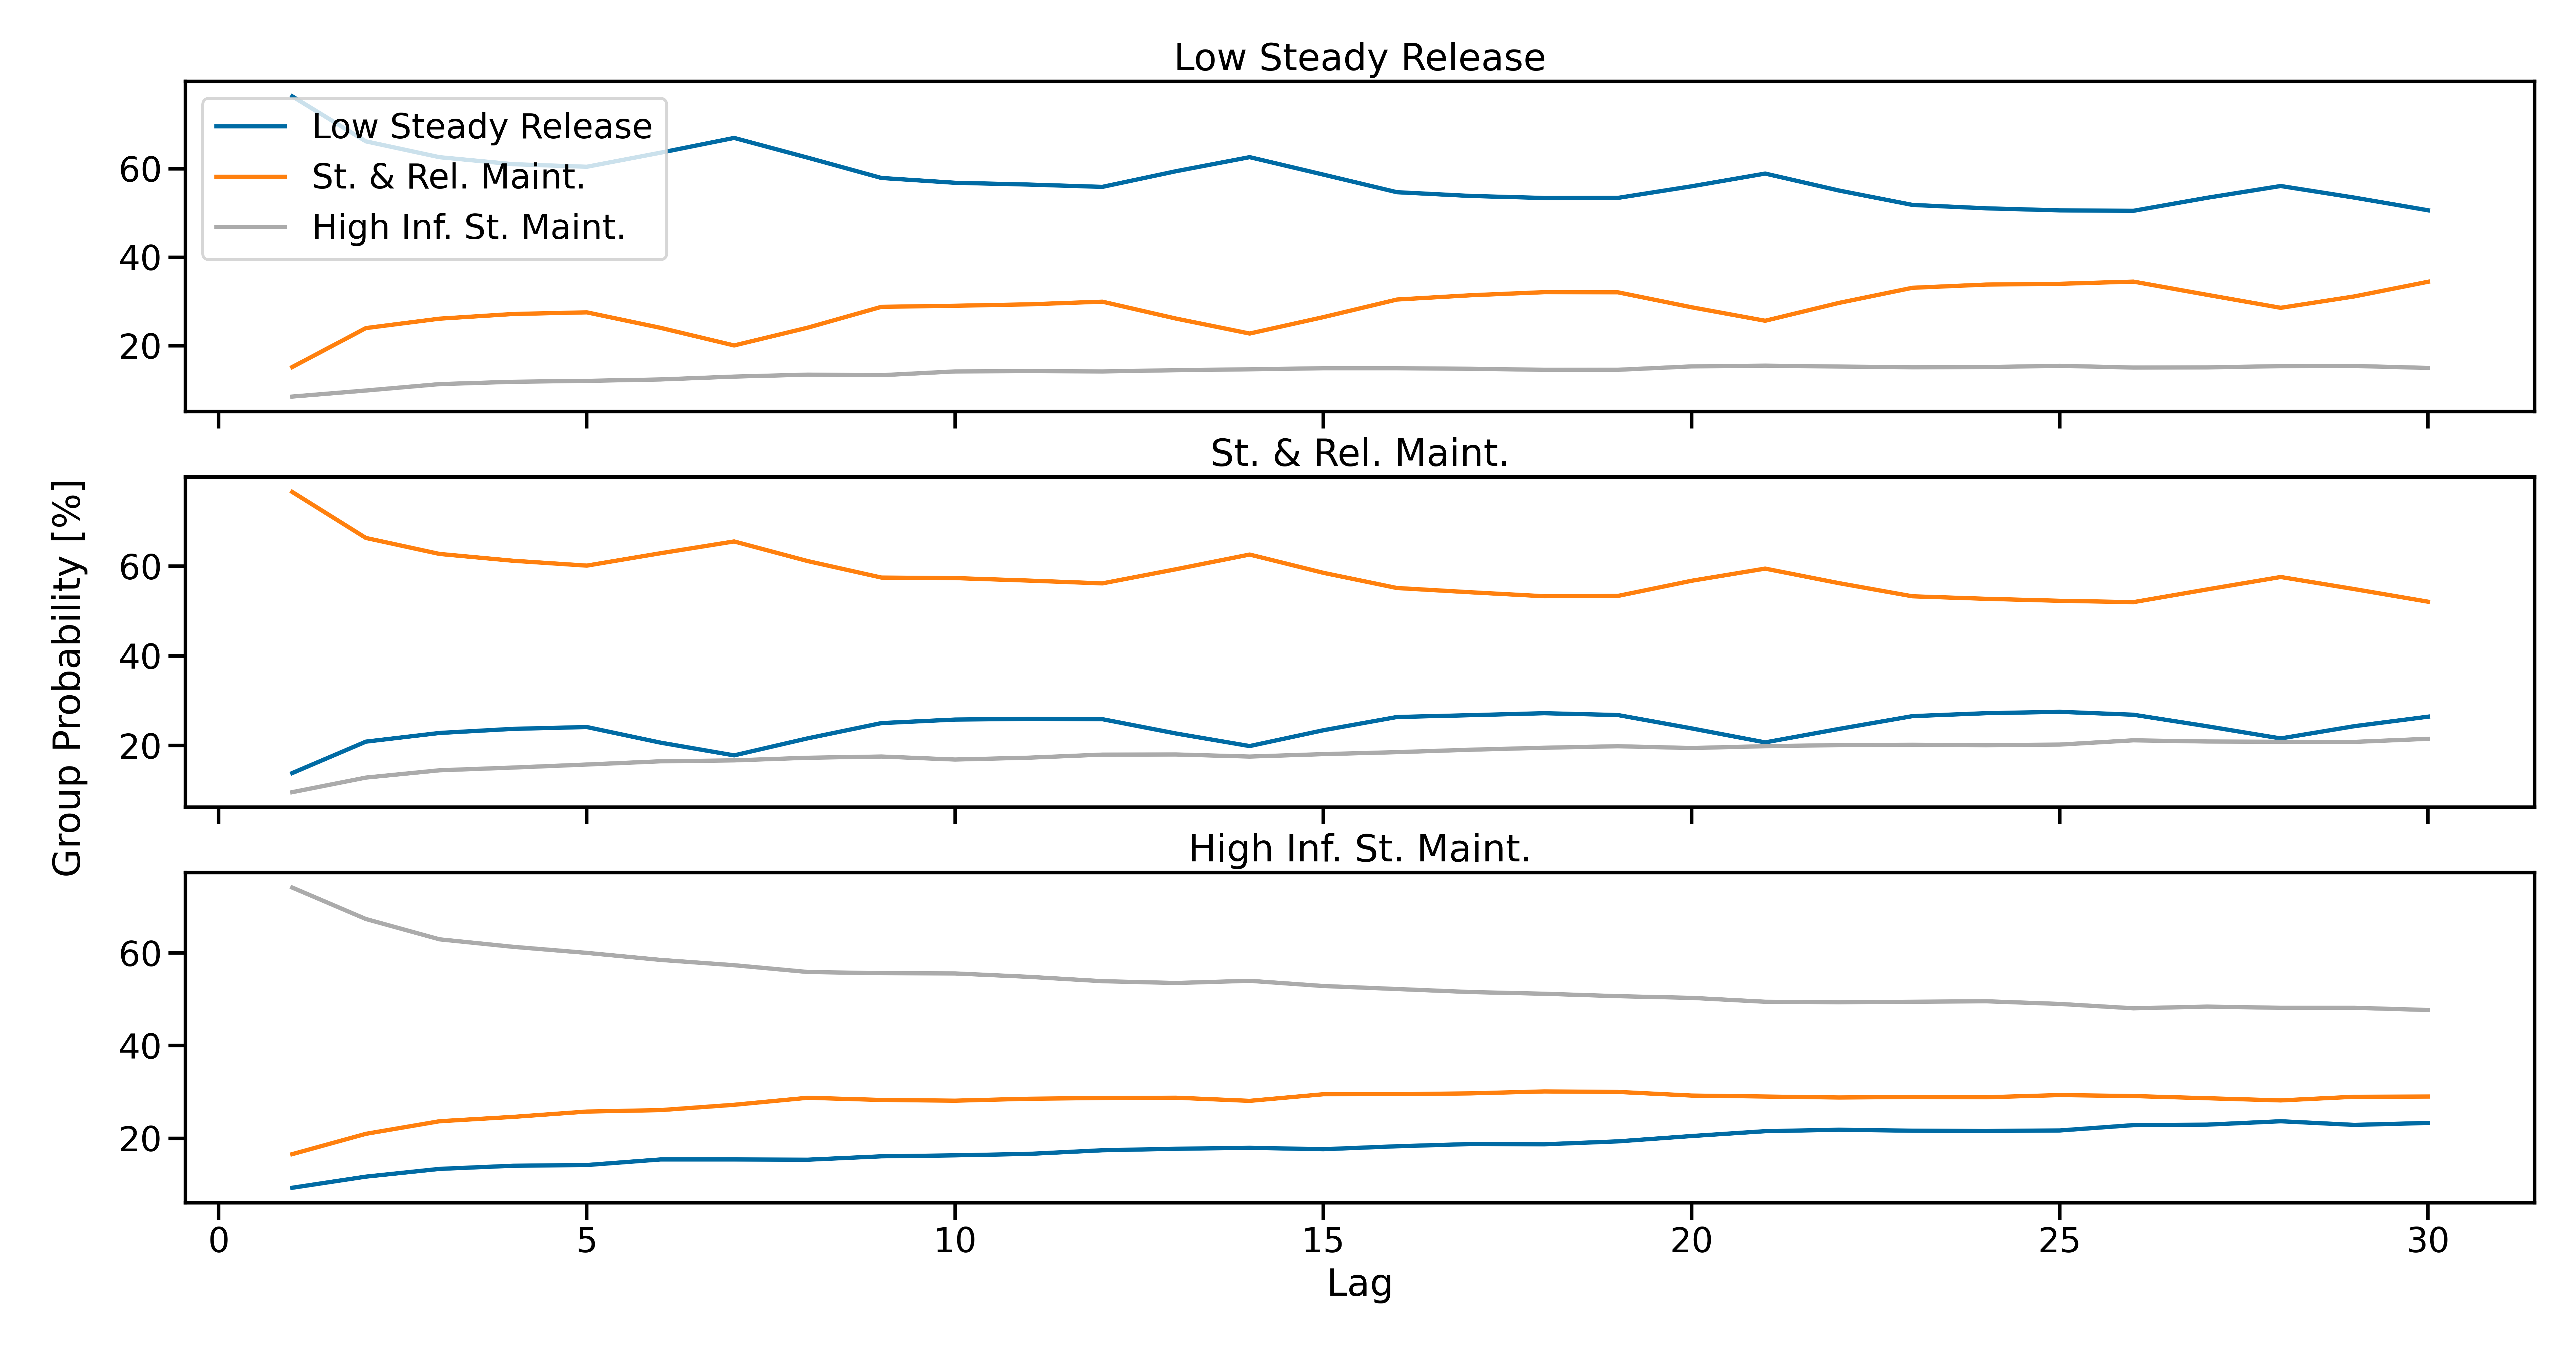 Low Steady Release
Low Steady Release
St. & Rel. Maint.
High Inf. St. Maint.
60
40
20
St. & Rel. Maint.
60
40
20
Group Probability [%]
High Inf. St. Maint.
60
40
20
0 5 10 15 20 25 30
Lag